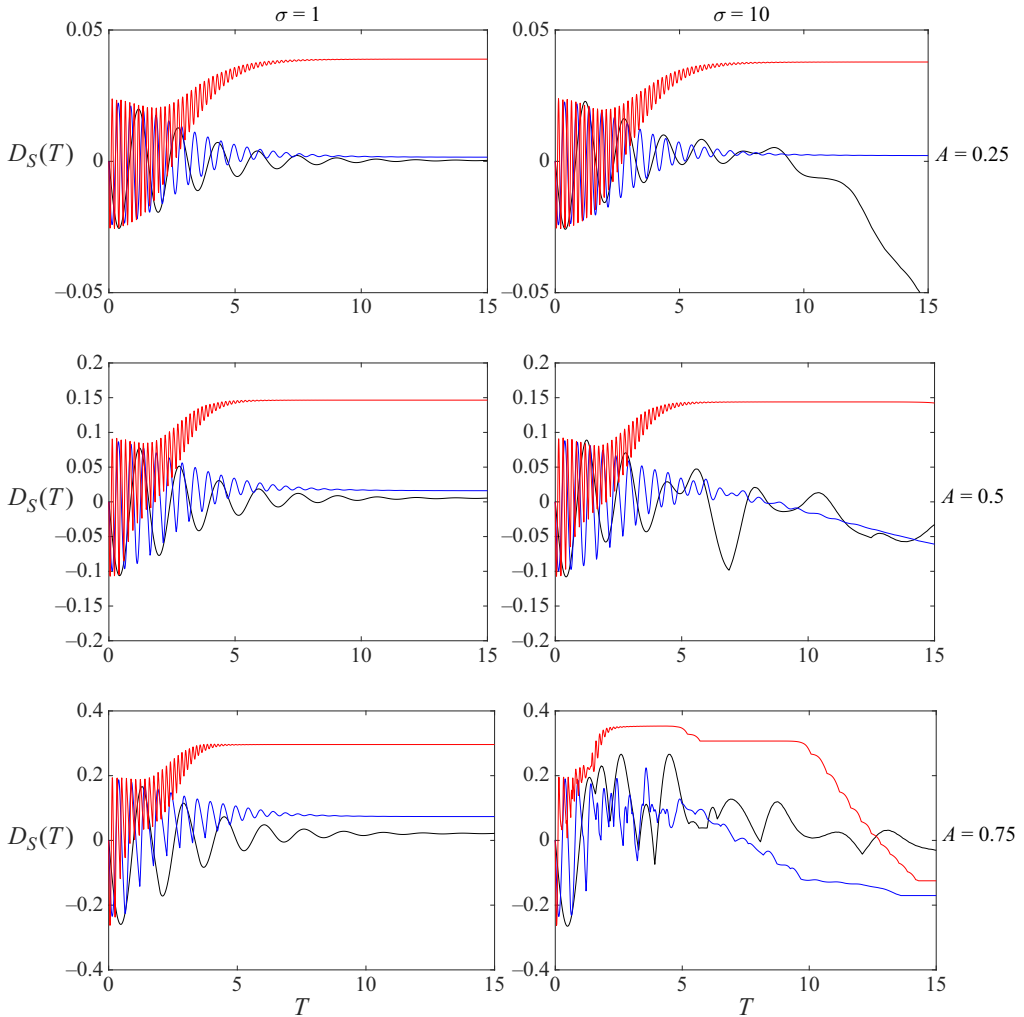 σ = 1 σ = 10
0.05 0.05
D_S(T) 0 0 A = 0.25
–0.05 –0.05
0 5 10 15 0 5 10 15
0.2 0.2
0.15 0.15
0.10 0.10
0.05 0.05
D_S(T) 0 0 A = 0.5
–0.05 –0.05
–0.1 –0.1
–0.15 –0.15
–0.2 –0.2
0 5 10 15 0 5 10 15
0.4 0.4
0.2 0.2
D_S(T) 0 0 A = 0.75
–0.2 –0.2
–0.4 –0.4
0 5 10 15 0 5 10 15
T T